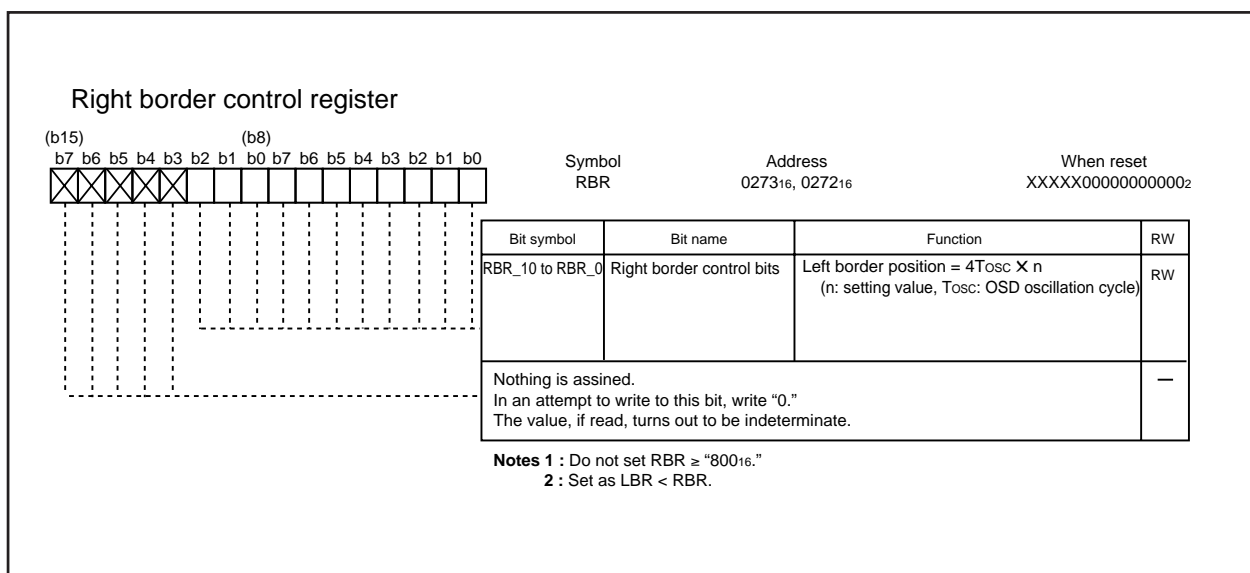 Right border control register
(b15) (b8)
b7 b6 b5 b4 b3 b2 b1 b0 b7 b6 b5 b4 b3 b2 b1 b0
Symbol Address When reset
RBR 027316, 027216 XXXXX000000000002
Bit symbol Bit name Function RW
RBR_10 to RBR_0 Right border control bits Left border position = 4TOSC X n RW
(n: setting value, TOSC: OSD oscillation cycle)
Nothing is assined. —
In an attempt to write to this bit, write “0.”
The value, if read, turns out to be indeterminate.
Notes 1 : Do not set RBR ≥ “80016.”
2 : Set as LBR < RBR.